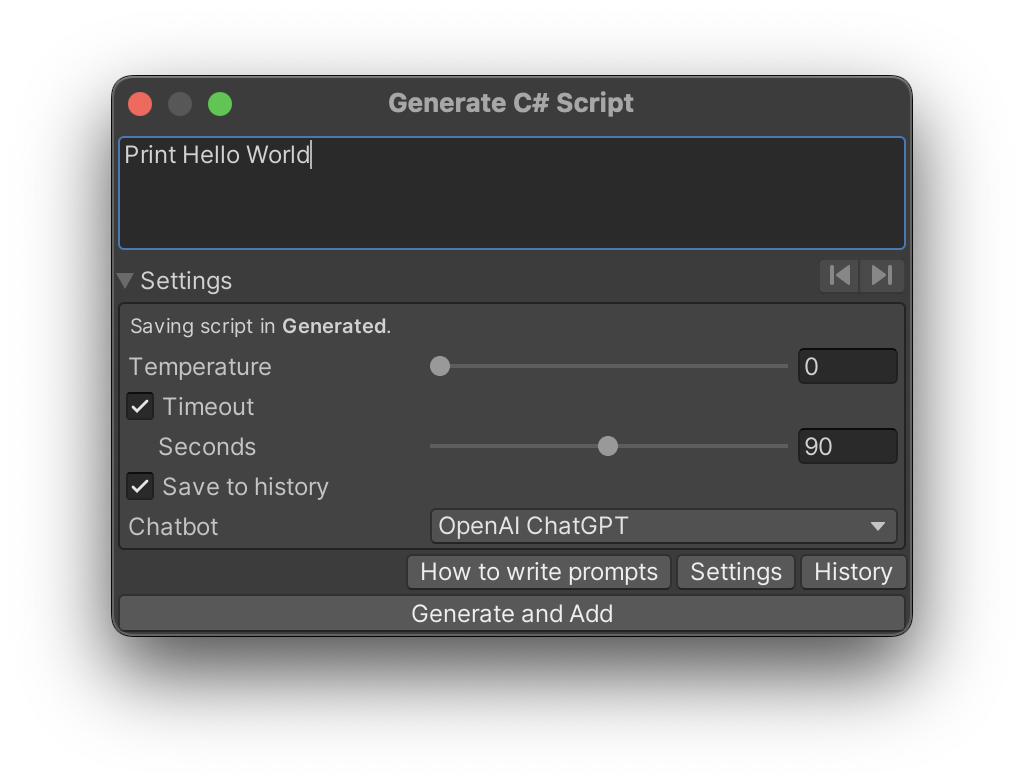 Generate C# Script
Print Hello World
Settings
Saving script in Generated.
Temperature 0
Timeout
Seconds 90
Save to history
Chatbot OpenAI ChatGPT
How to write prompts Settings History
Generate and Add